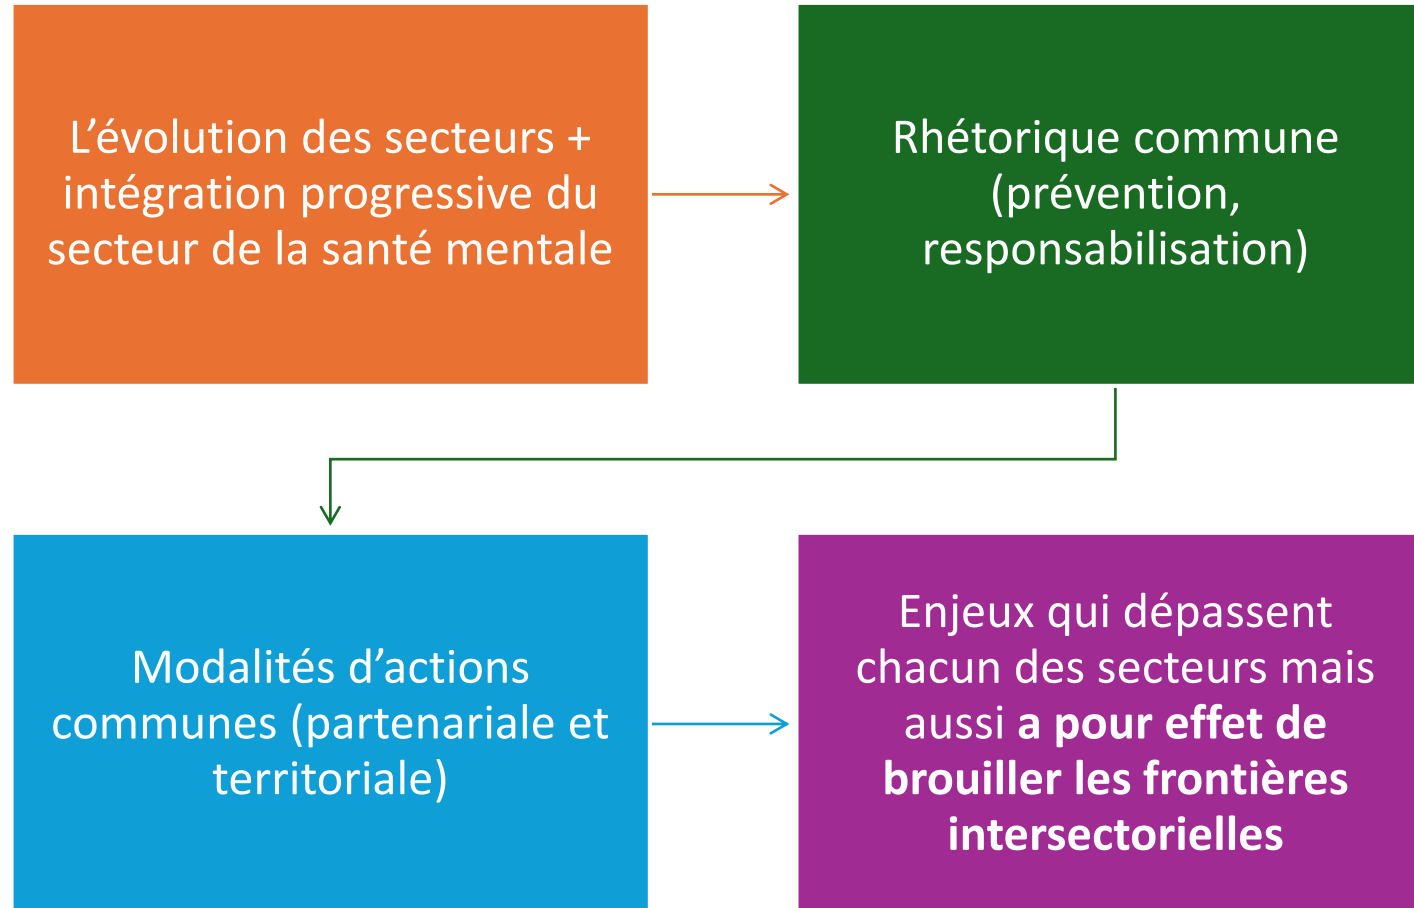 L’évolution des secteurs +
intégration progressive du
secteur de la santé mentale
Rhétorique commune
(prévention,
responsabilisation)
Modalités d’actions
communes (partenariale et
territoriale)
Enjeux qui dépassent
chacun des secteurs mais
aussi a pour effet de
brouiller les frontières
intersectorielles